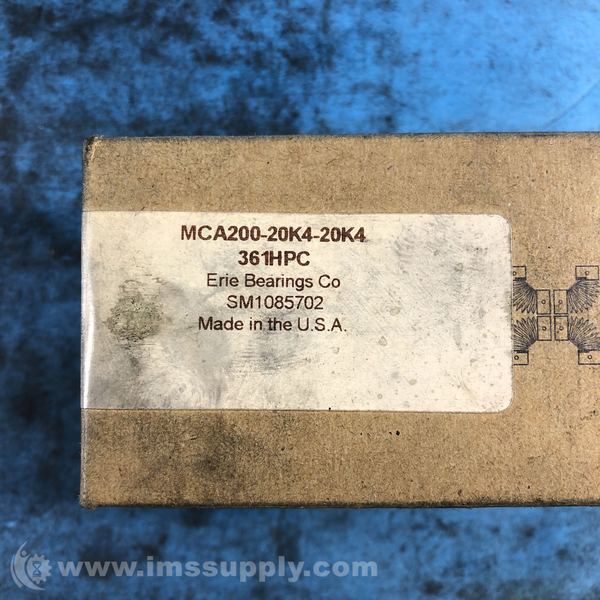 MCA200-20K4-20K4
361HPC
Erie Bearings Co
SM1085702
Made in the U.S.A.
www.imssupply.com